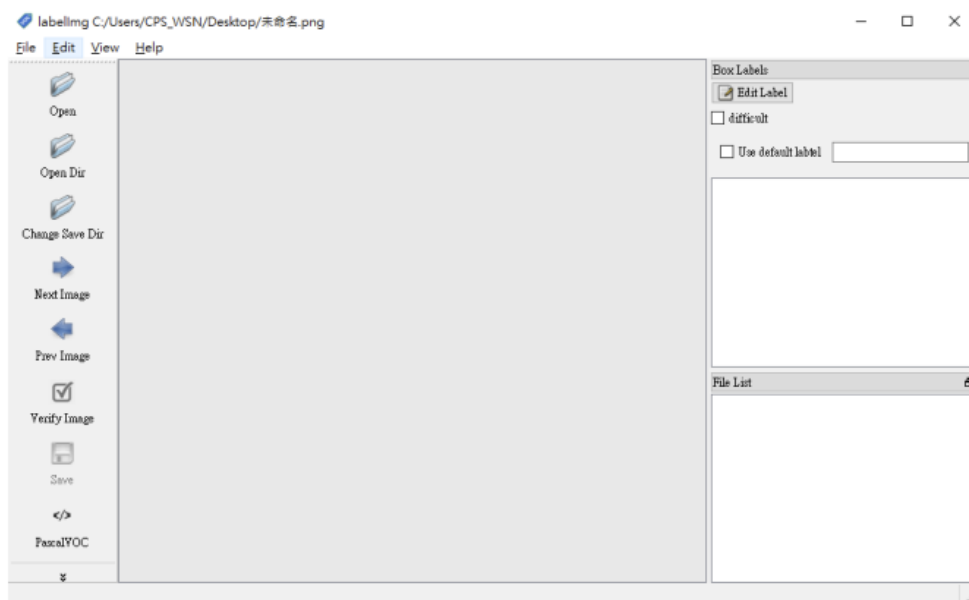 labelImg C:/Users/CPS_WSN/Desktop/未命名.png
File Edit View Help
Open
Open Dir
Change Save Dir
Next Image
Prev Image
Verify Image
Save
</>
PascalVOC
Box Labels
Edit Label
difficult
Use default labtel
File List